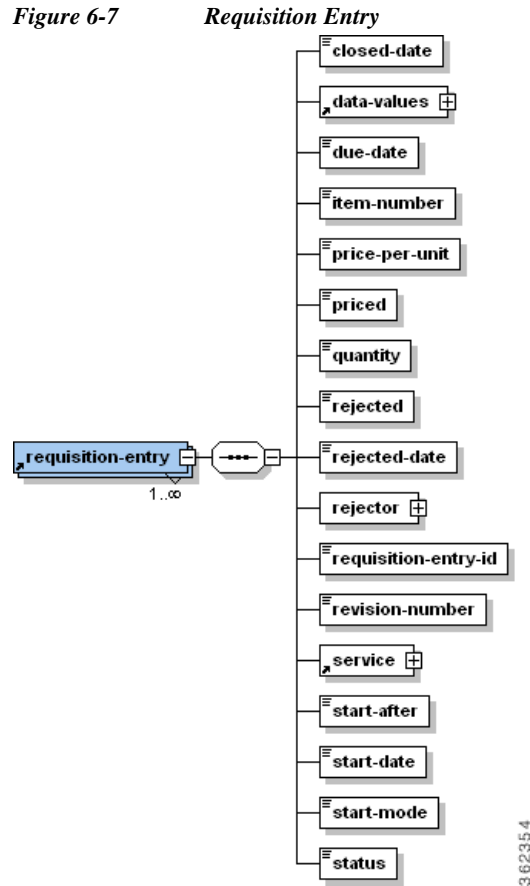 Figure 6-7 Requisition Entry
closed-date
data-values
due-date
item-number
price-per-unit
priced
quantity
rejected
requisition-entry
rejected-date
1..∞
rejector
requisition-entry-id
revision-number
service
start-after
start-date
start-mode
status
362354